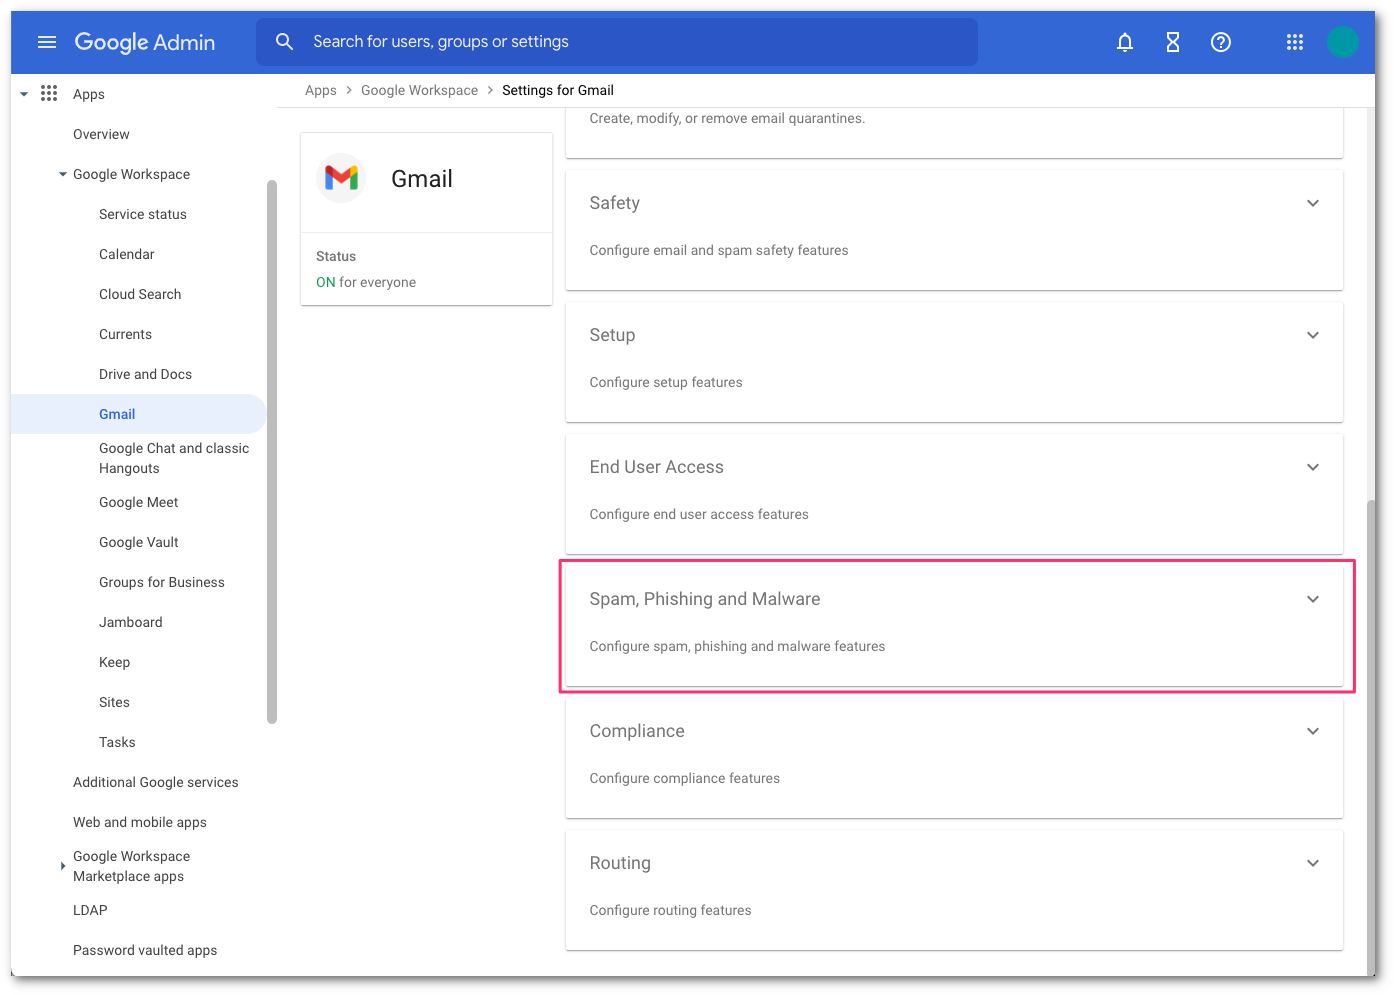 Google Admin
Search for users, groups or settings
Apps
Overview
Google Workspace
Service status
Calendar
Cloud Search
Currents
Drive and Docs
Gmail
Google Chat and classic
Hangouts
Google Meet
Google Vault
Groups for Business
Jamboard
Keep
Sites
Tasks
Additional Google services
Web and mobile apps
Google Workspace
Marketplace apps
LDAP
Password vaulted apps
Apps > Google Workspace > Settings for Gmail
Gmail
Status
ON for everyone
Create, modify, or remove email quarantines.
Safety
Configure email and spam safety features
Setup
Configure setup features
End User Access
Configure end user access features
Spam, Phishing and Malware
Configure spam, phishing and malware features
Compliance
Configure compliance features
Routing
Configure routing features